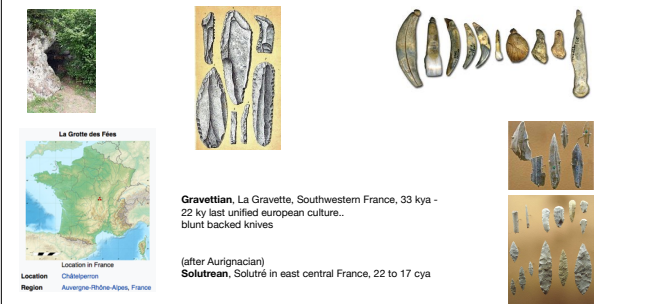 La Grotte des Fées
Location in France
Location Châtelperron
Region Auvergne-Rhône-Alpes, France
Gravettian, La Gravette, Southwestern France, 33 kya -
22 ky last unified european culture..
blunt backed knives
(after Aurignacian)
Solutrean, Solutré in east central France, 22 to 17 cya